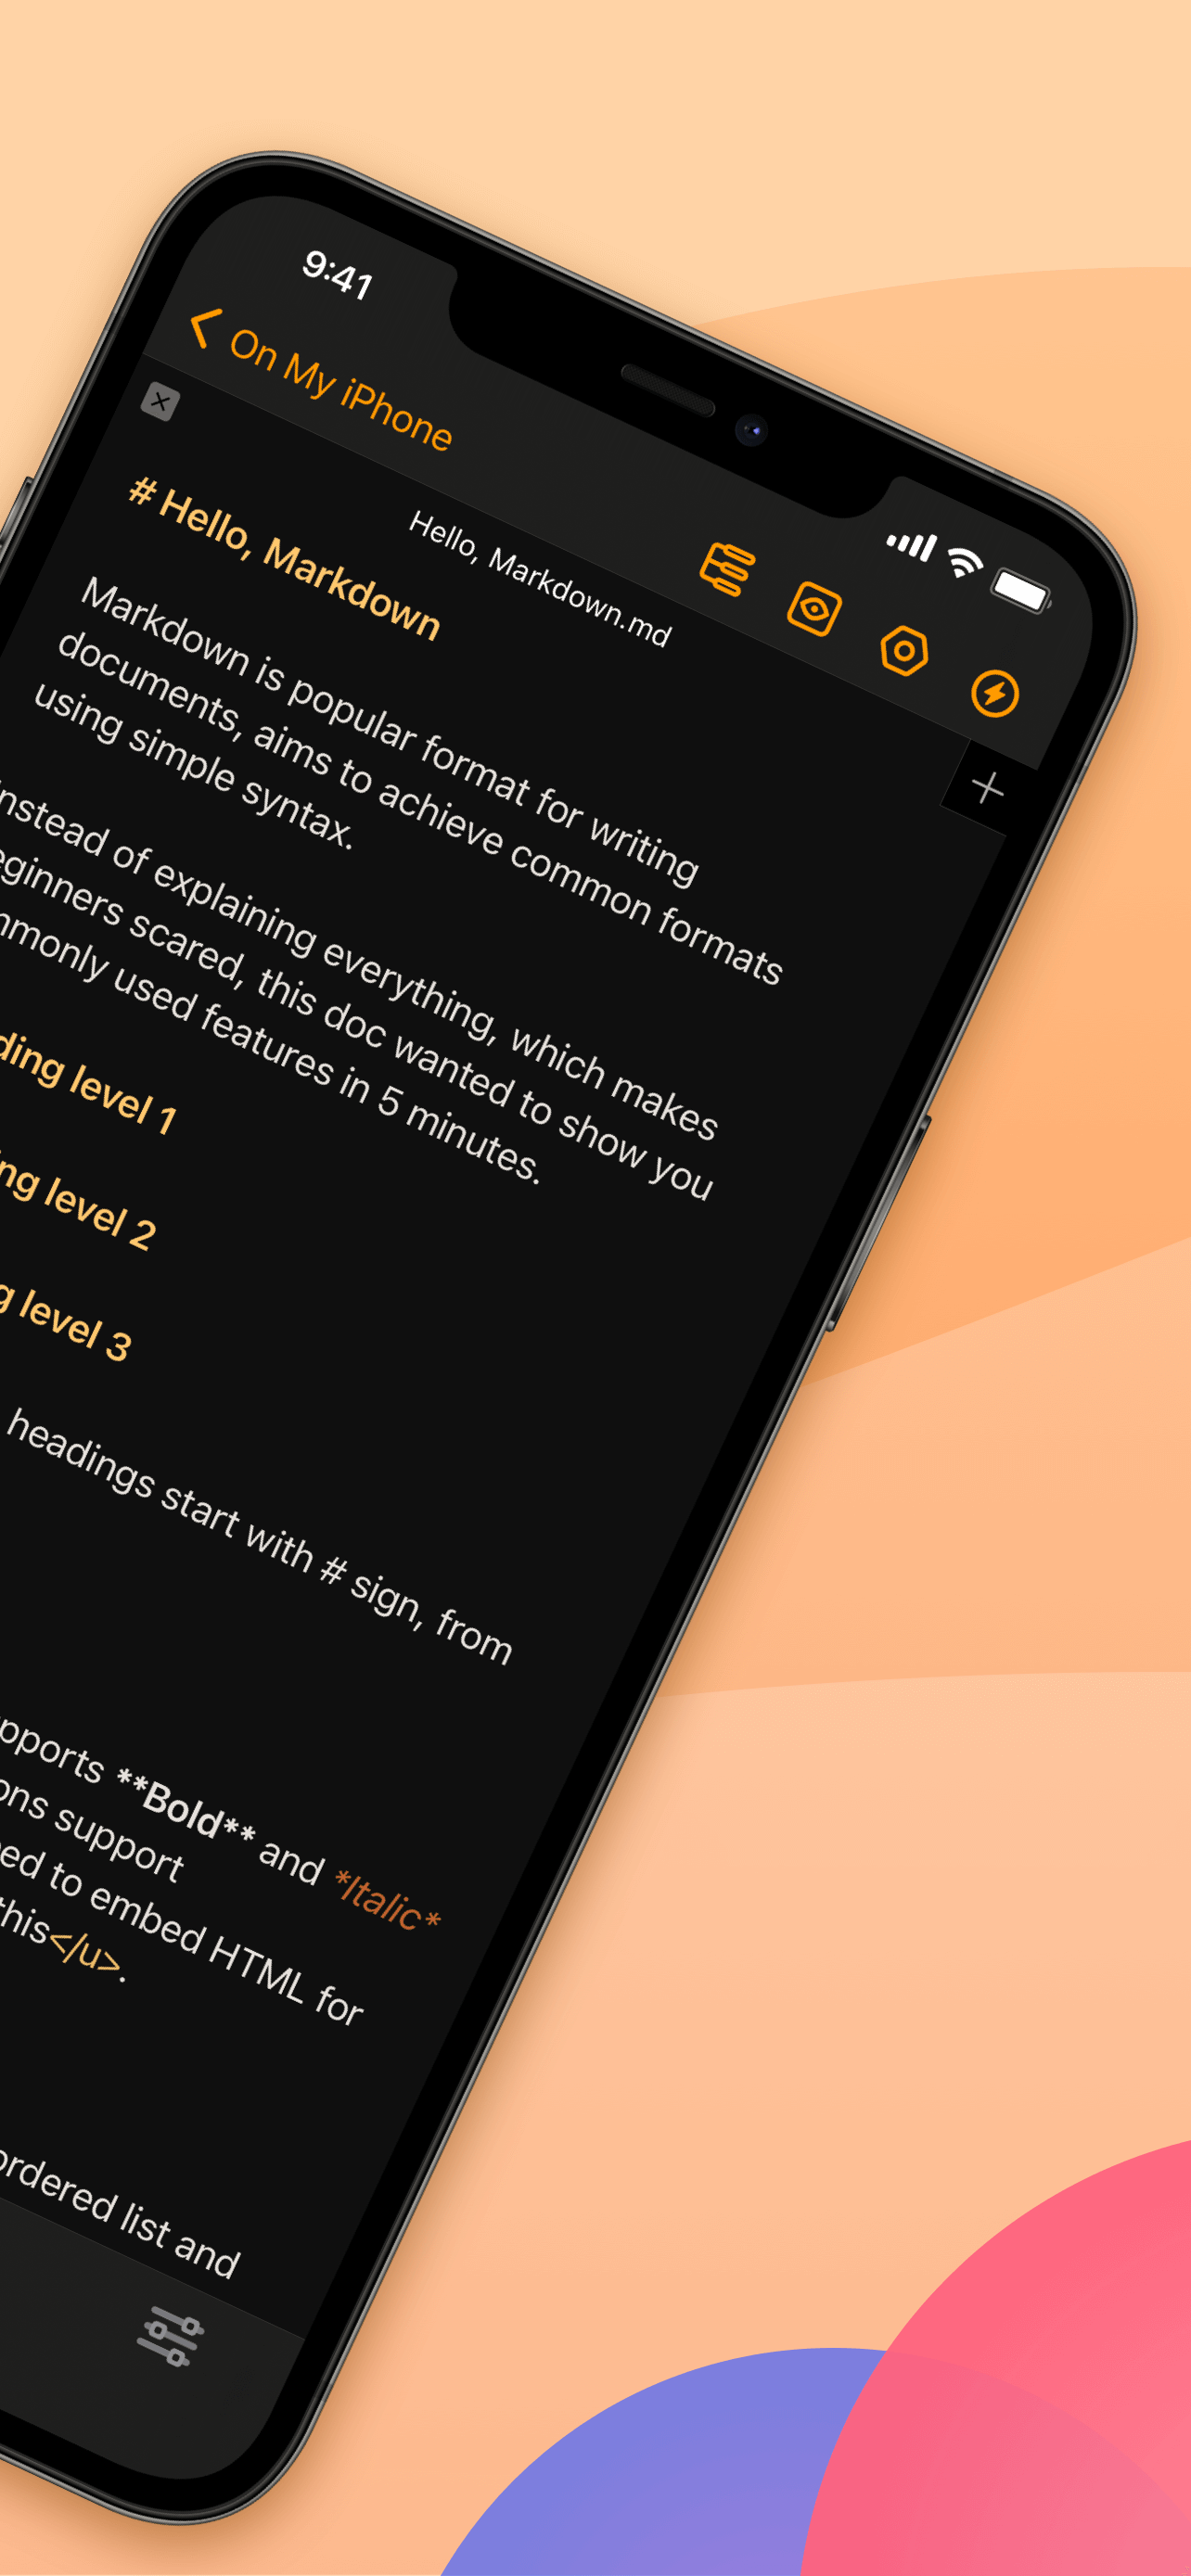 9:41
On My iPhone
Hello, Markdown.md
# Hello, Markdown
Markdown is popular format for writing
documents, aims to achieve common formats
using simple syntax.
nstead of explaining everything, which makes
eginners scared, this doc wanted to show you
mmonly used features in 5 minutes.
ding level 1
ing level 2
g level 3
headings start with # sign, from
pports **Bold** and *Italic*
ons support
ed to embed HTML for
this</u>.
ordered list and